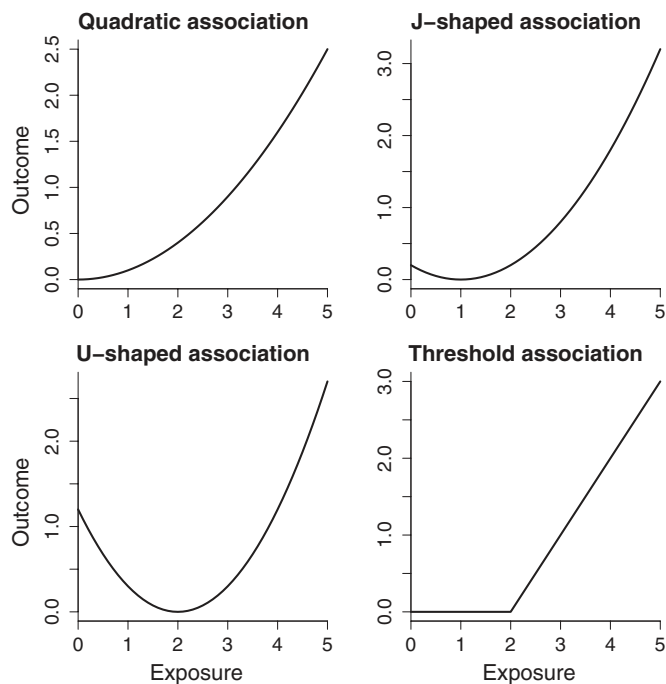 Quadratic association
J−shaped association
2.5
2.0
1.5
1.0
0.5
0.0
Outcome
0 1 2 3 4 5
3.0
2.0
1.0
0.0
0 1 2 3 4 5
U−shaped association
Threshold association
2.0
1.0
0.0
Outcome
0 1 2 3 4 5
Exposure
3.0
2.0
1.0
0.0
0 1 2 3 4 5
Exposure